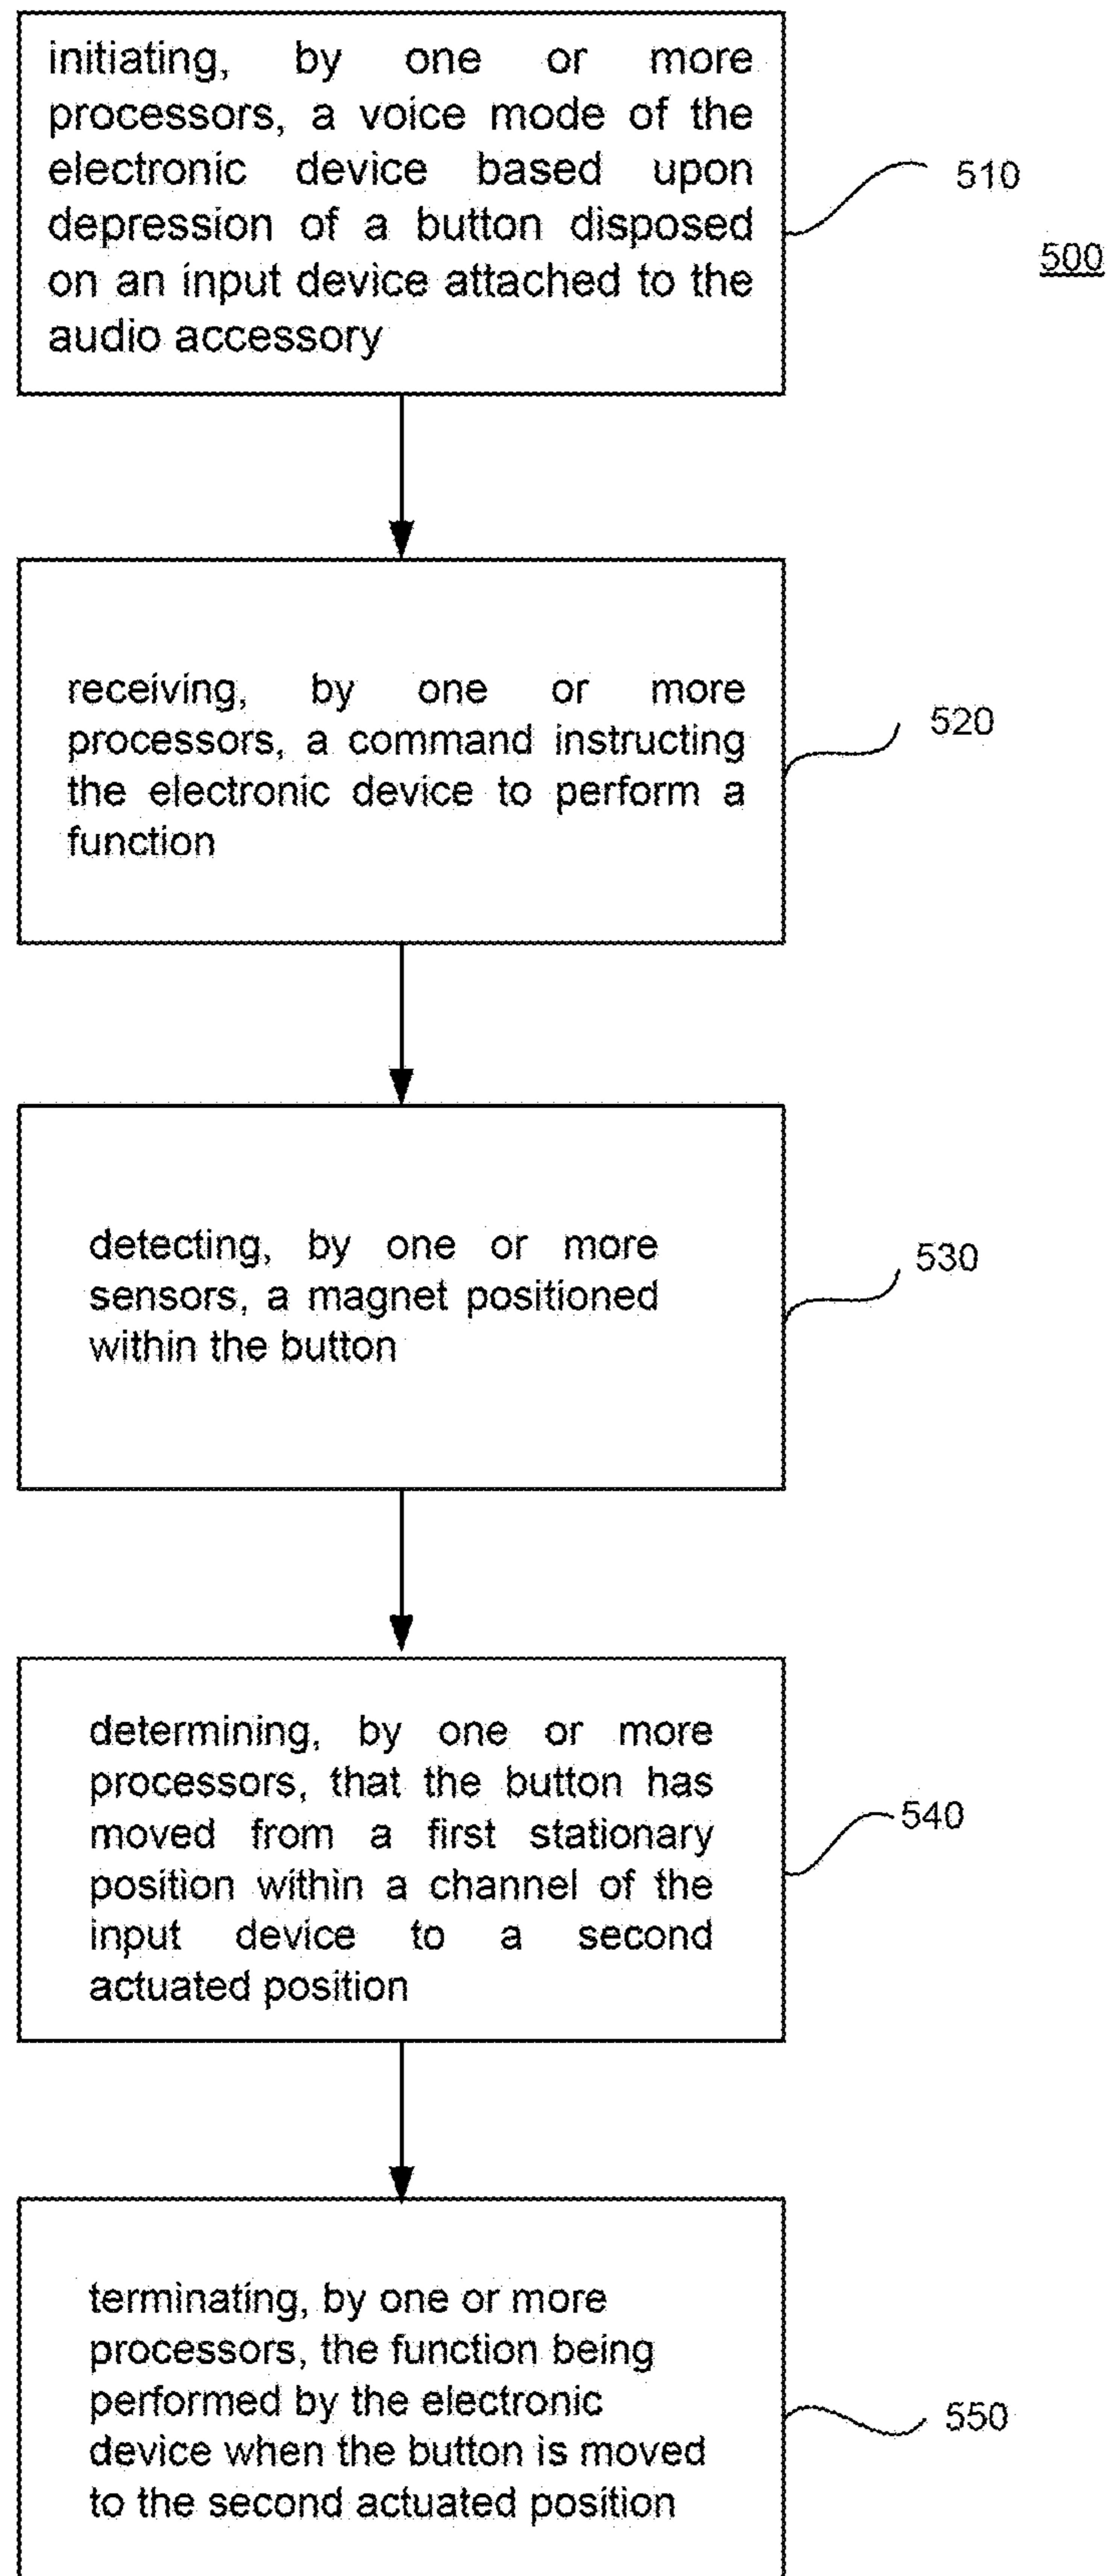 initiating, by one or more
processors, a voice mode of the
electronic device based upon
depression of a button disposed
on an input device attached to the
audio accessory
510
500
receiving, by one or more
processors, a command instructing
the electronic device to perform a
function
520
detecting, by one or more
sensors, a magnet positioned
within the button
530
determining, by one or more
processors, that the button has
moved from a first stationary
position within a channel of the
input device to a second
actuated position
540
terminating, by one or more
processors, the function being
performed by the electronic
device when the button is moved
to the second actuated position
550